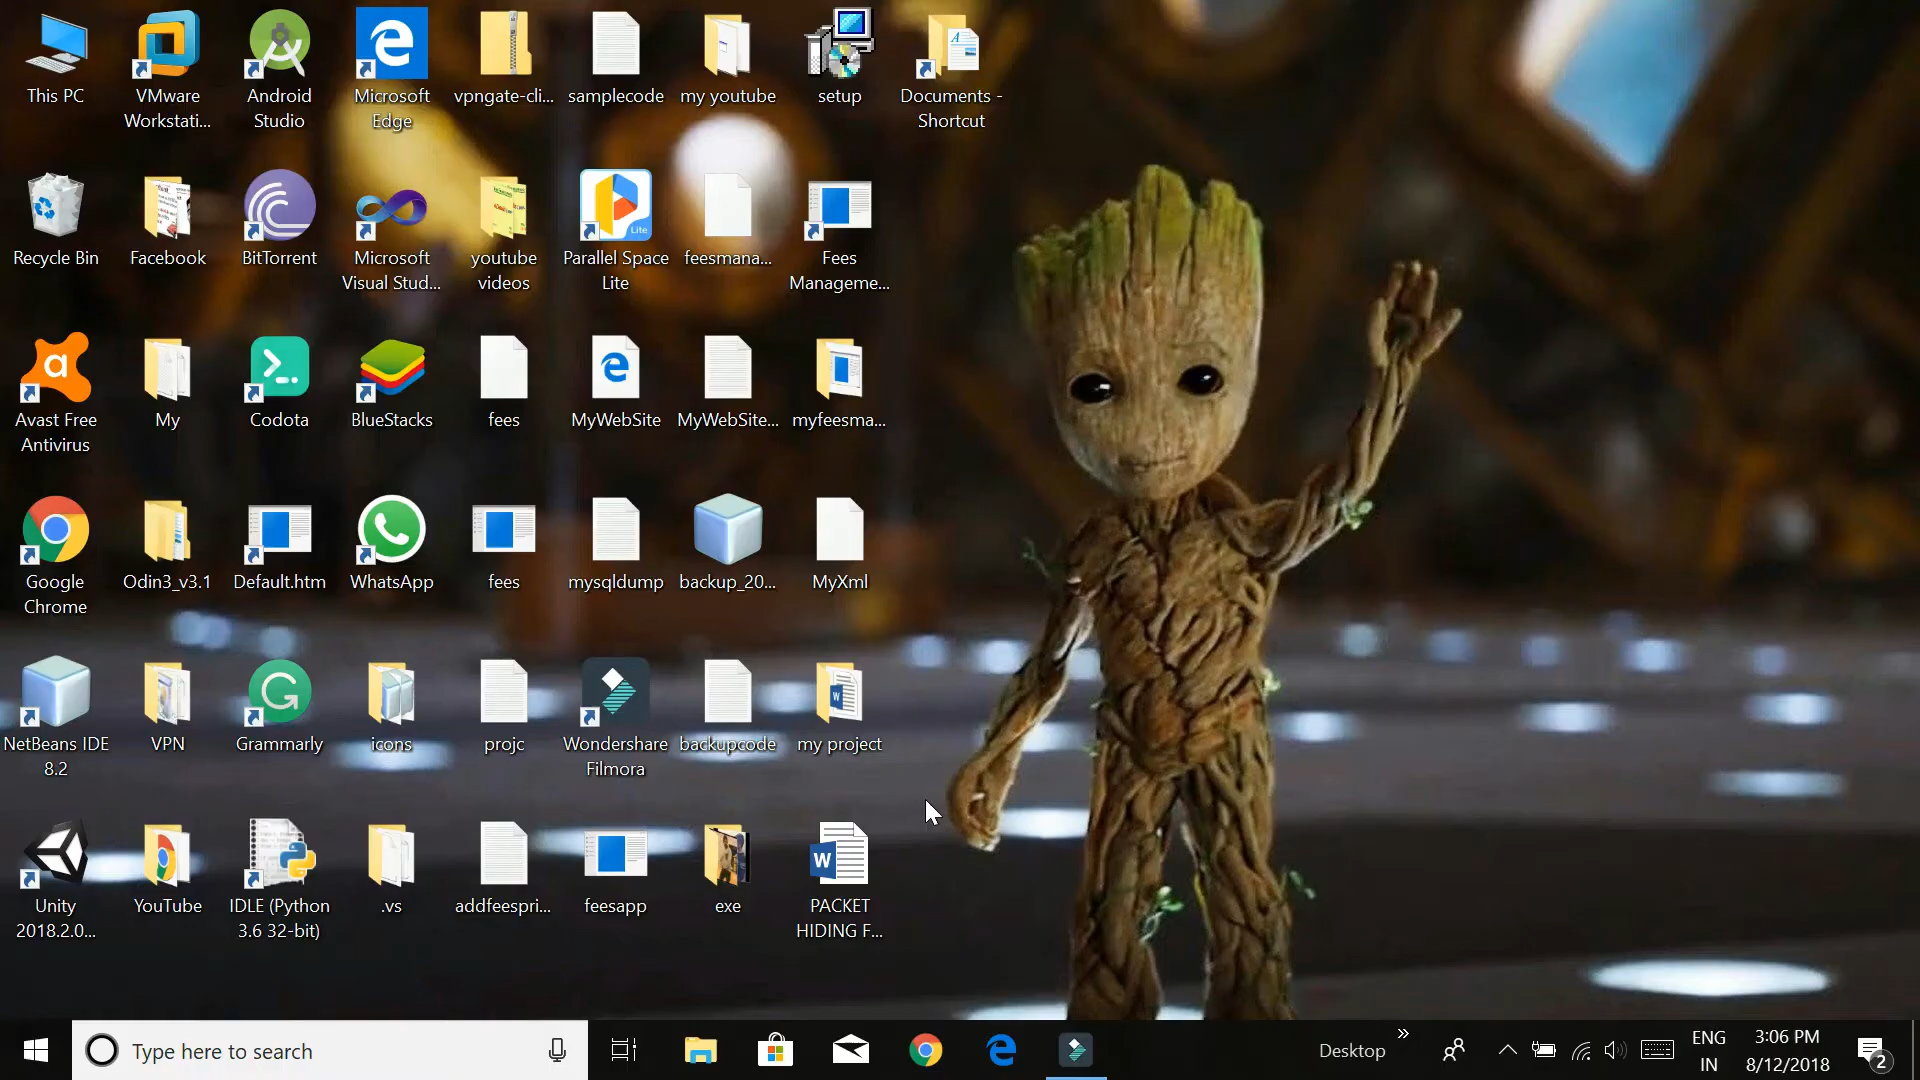 This PC
VMware
Workstati...
Android
Studio
Microsoft
Edge
vpngate-cli...
samplecode
my youtube
setup
Documents -
Shortcut
Recycle Bin
Facebook
BitTorrent
Microsoft
Visual Stud...
youtube
videos
Lite
Parallel Space
Lite
feesmana...
Fees
Manageme...
Avast Free
Antivirus
My
Codota
BlueStacks
fees
MyWebSite
MyWebSite...
myfeesma...
Google
Chrome
Odin3_v3.1
Default.htm
WhatsApp
fees
mysqldump
backup_20...
MyXml
NetBeans IDE
8.2
VPN
Grammarly
icons
projc
Wondershare
Filmora
backupcode
my project
Unity
2018.2.0...
YouTube
IDLE (Python
3.6 32-bit)
.vs
addfeespri...
feesapp
exe
PACKET
HIDING F...
Type here to search
Desktop
ENG
IN
3:06 PM
8/12/2018
2